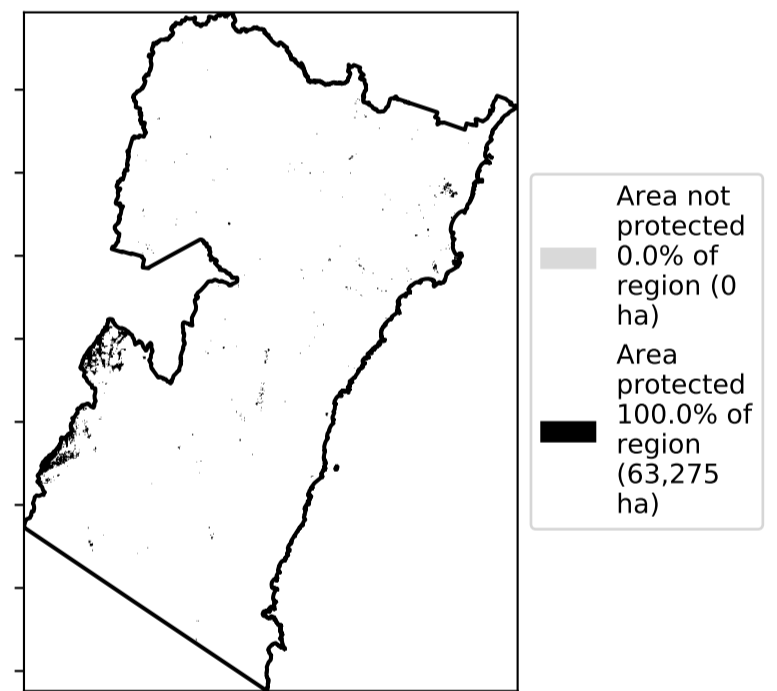 Area not
protected
0.0% of
region (0
ha)
Area
protected
100.0% of
region
(63,275
ha)